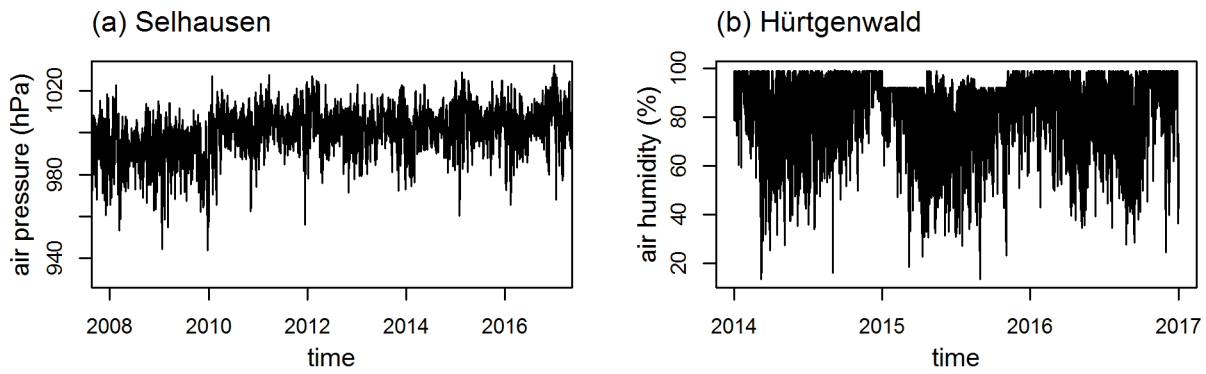 (a) Selhausen
air pressure (hPa)
1020
980
940
2008 2010 2012 2014 2016
time
(b) Hürtgenwald
air humidity (%)
100
80
60
40
20
2014 2015 2016 2017
time